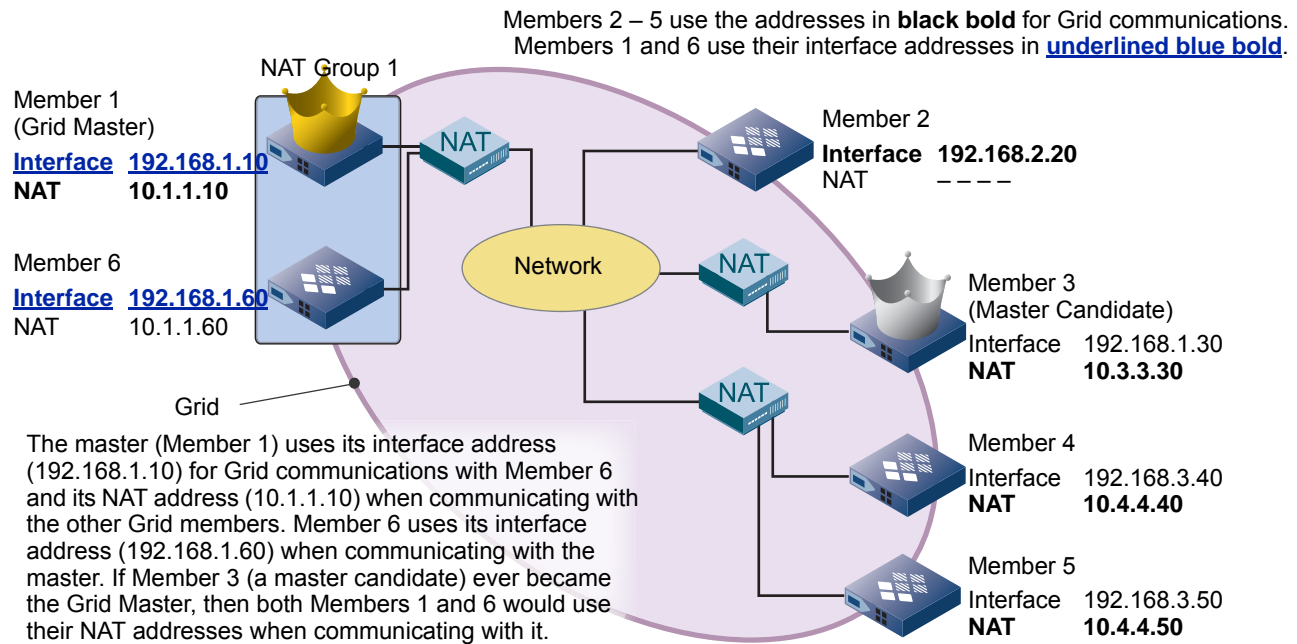 Members 2 – 5 use the addresses in black bold for Grid communications.
Members 1 and 6 use their interface addresses in underlined blue bold.
NAT Group 1
Member 1
(Grid Master)
Interface 192.168.1.10
NAT 10.1.1.10
Member 6
Interface 192.168.1.60
NAT 10.1.1.60
NAT
Network
Member 2
Interface 192.168.2.20
NAT – – – –
NAT
Member 3
(Master Candidate)
Interface 192.168.1.30
NAT 10.3.3.30
NAT
Member 4
Interface 192.168.3.40
NAT 10.4.4.40
Member 5
Interface 192.168.3.50
NAT 10.4.4.50
Grid
The master (Member 1) uses its interface address
(192.168.1.10) for Grid communications with Member 6
and its NAT address (10.1.1.10) when communicating with
the other Grid members. Member 6 uses its interface
address (192.168.1.60) when communicating with the
master. If Member 3 (a master candidate) ever became
the Grid Master, then both Members 1 and 6 would use
their NAT addresses when communicating with it.